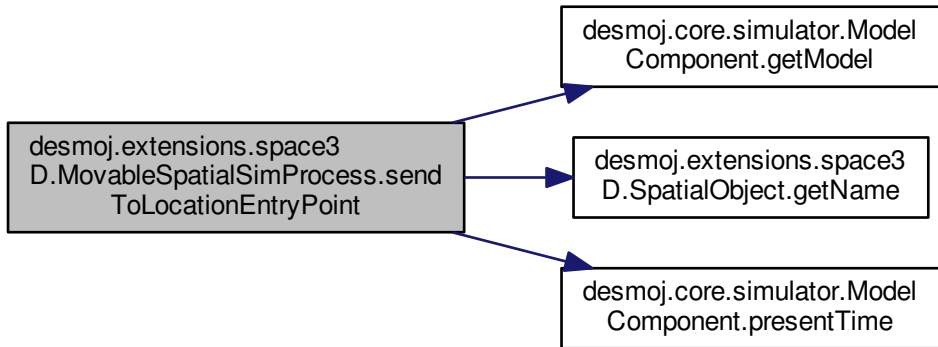 desmoj.core.simulator.Model
Component.getModel
desmoj.extensions.space3
D.MovableSpatialSimProcess.send
ToLocationEntryPoint
desmoj.extensions.space3
D.SpatialObject.getName
desmoj.core.simulator.Model
Component.presentTime